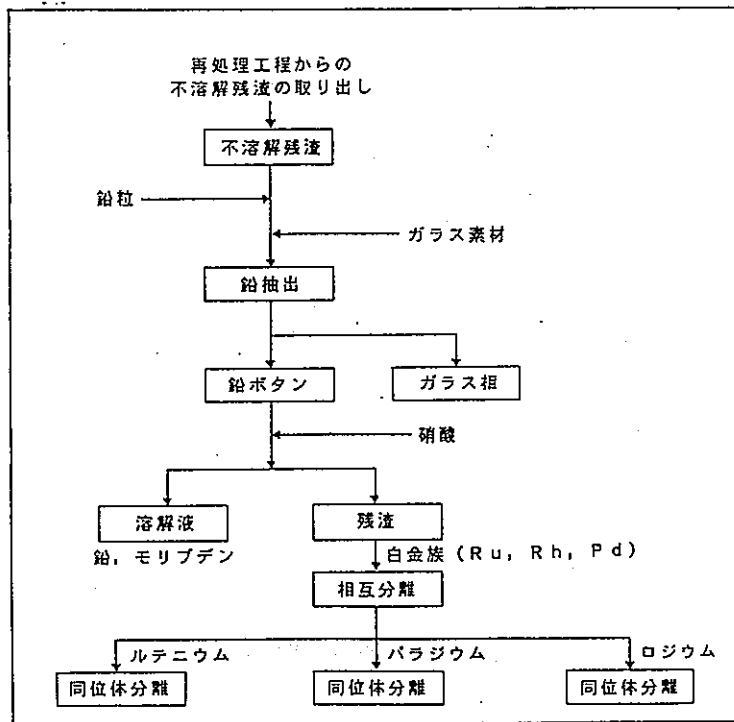 再処理工程からの
不溶解残渣の取り出し
不溶解残渣
鉛粒
ガラス素材
鉛抽出
鉛ボタン
ガラス相
硝酸
溶解液
残渣
鉛, モリブデン
白金族 (Ru, Rh, Pd)
相互分離
ルテニウム
パラジウム
ロジウム
同位体分離
同位体分離
同位体分離